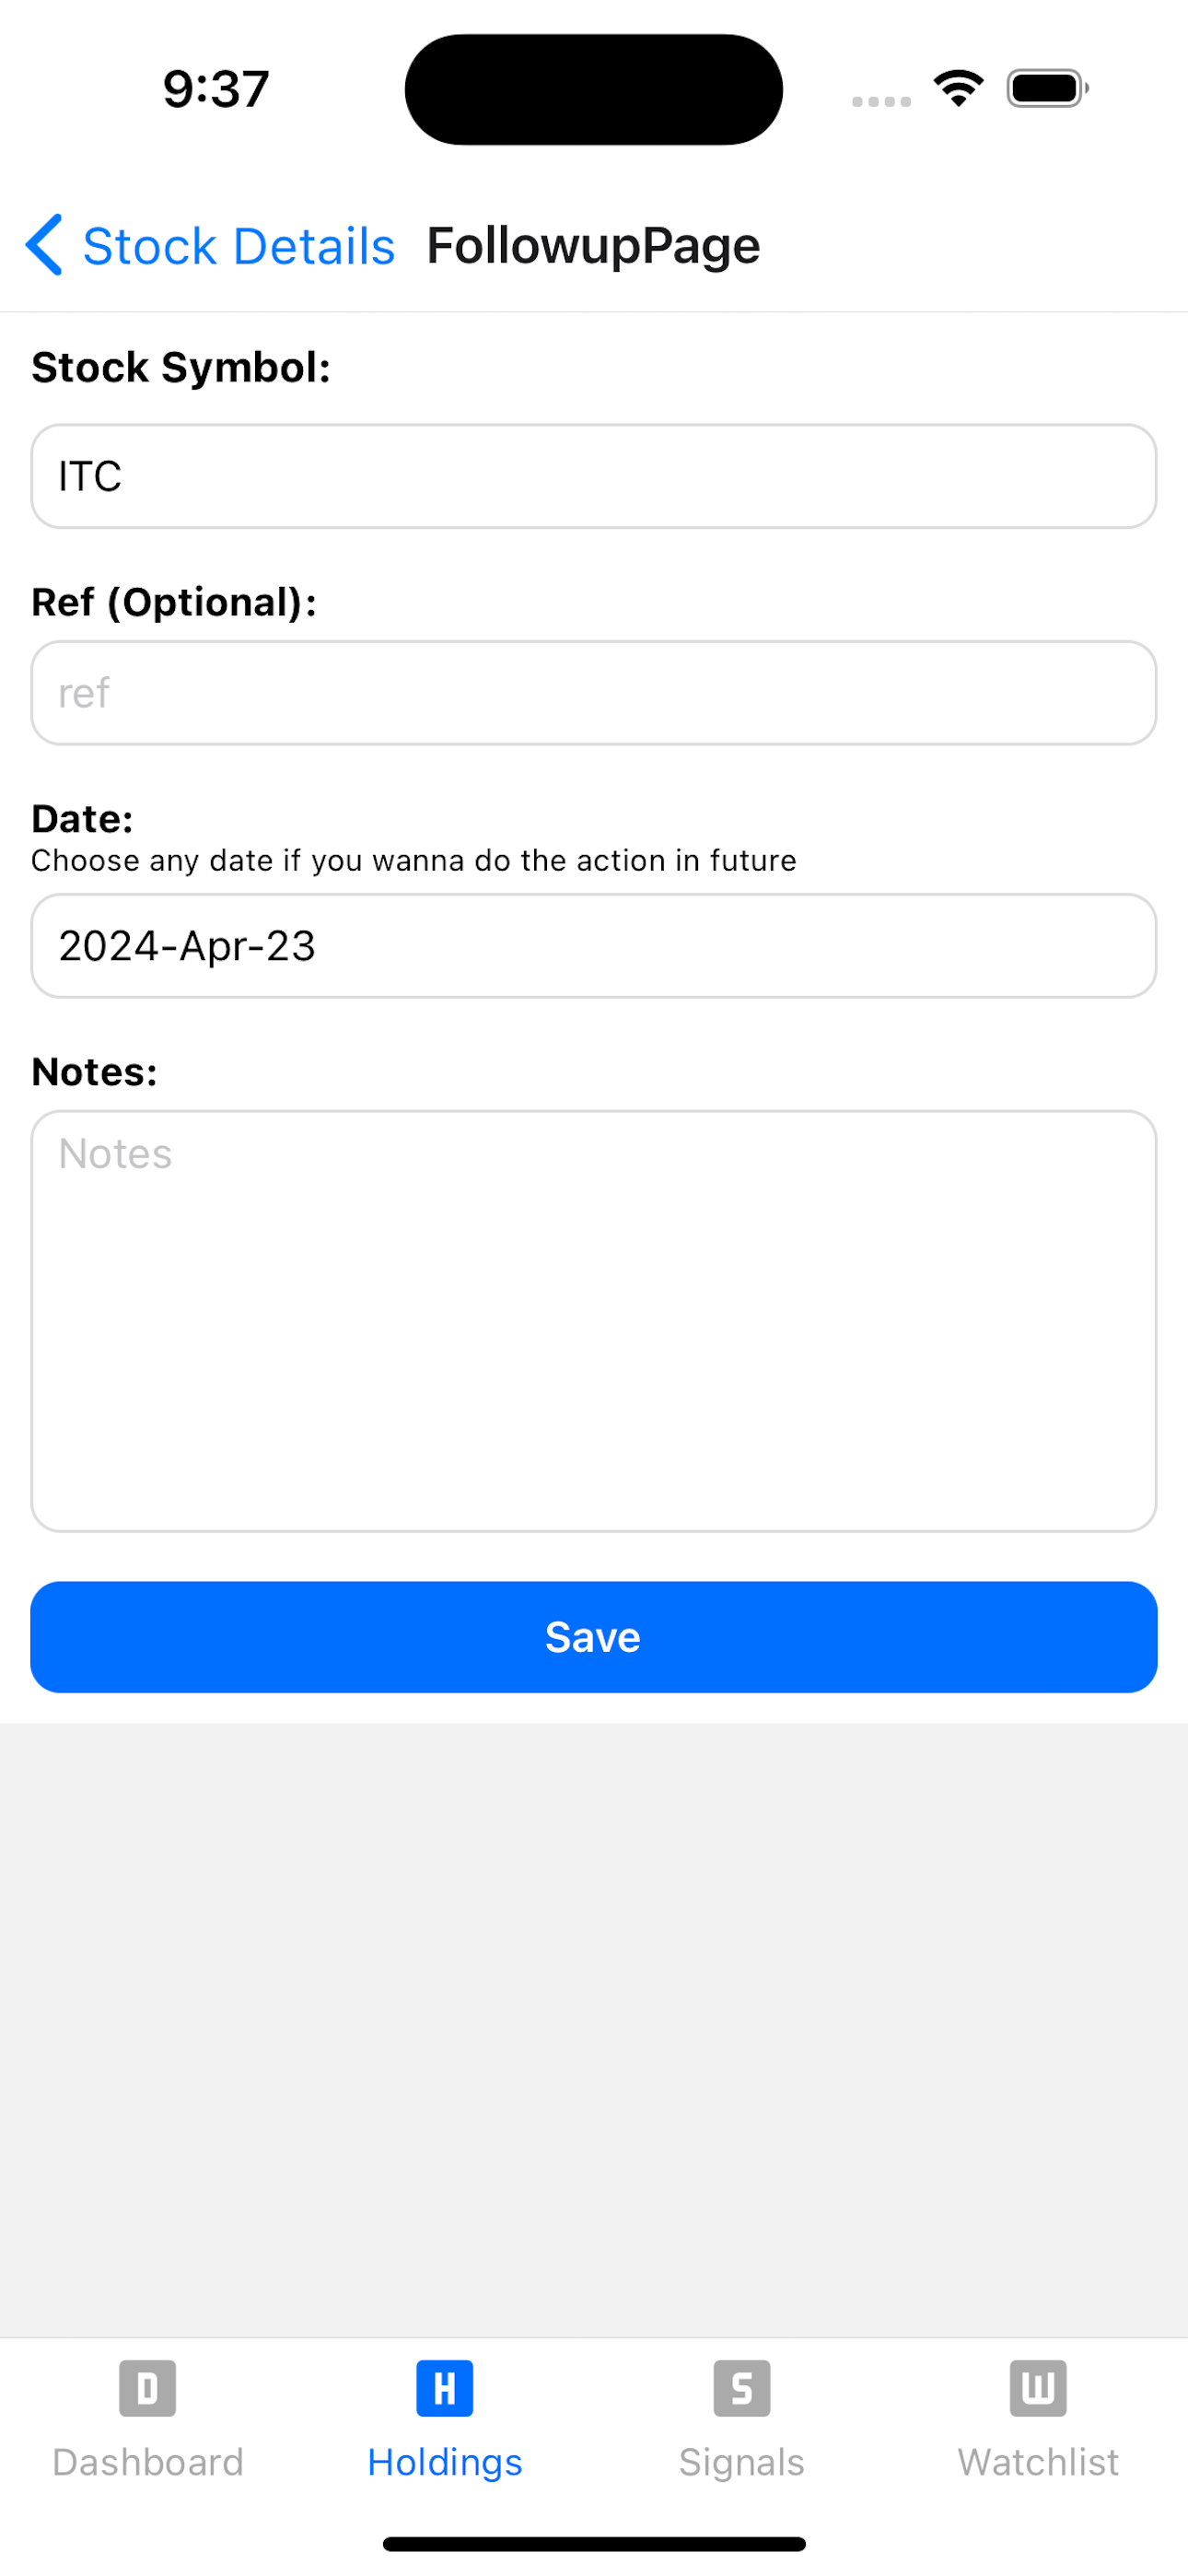 9:37
Stock Details FollowupPage
Stock Symbol:
ITC
Ref (Optional):
ref
Date:
Choose any date if you wanna do the action in future
2024-Apr-23
Notes:
Notes
Save
D H S W
Dashboard Holdings Signals Watchlist